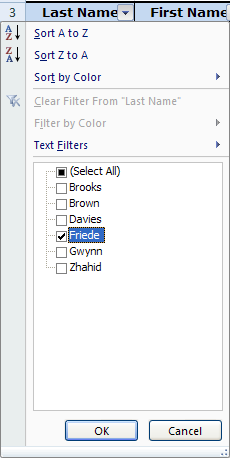 3 Last Name First Name
A Z Sort A to Z
Z A Sort Z to A
Sort by Color
Clear Filter From "Last Name"
Filter by Color
Text Filters
(Select All)
Brooks
Brown
Davies
Friede
Gwynn
Zhahid
OK Cancel